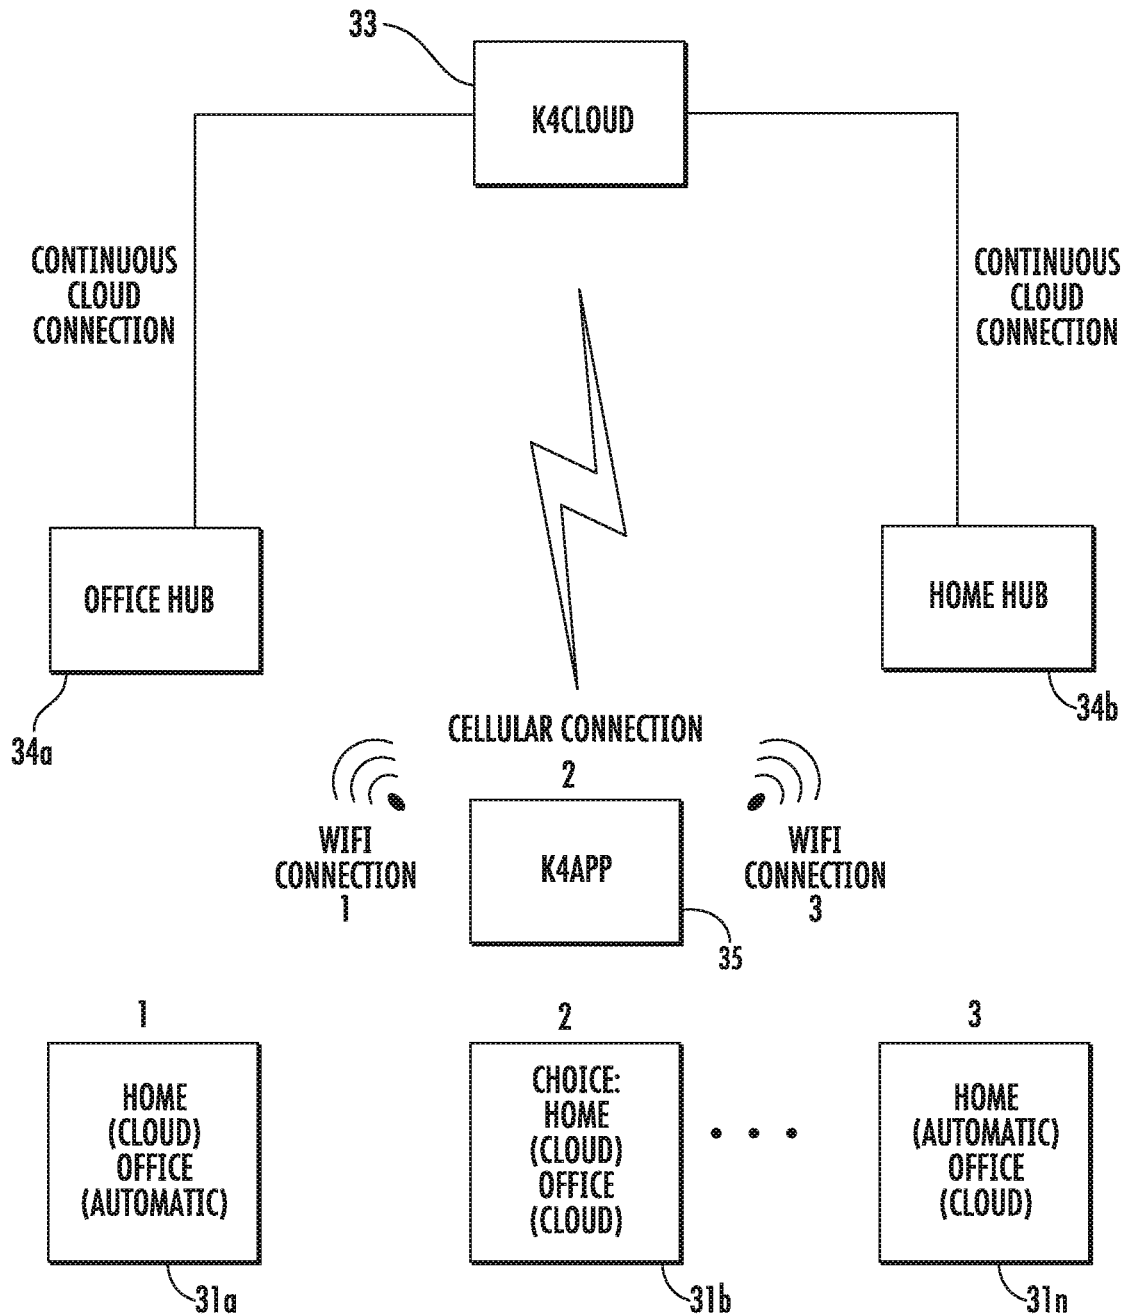 33
K4CLOUD
CONTINUOUS
CLOUD
CONNECTION
CONTINUOUS
CLOUD
CONNECTION
OFFICE HUB
HOME HUB
34a
34b
CELLULAR CONNECTION
2
WIFI
CONNECTION
1
K4APP
WIFI
CONNECTION
3
35
1
HOME
(CLOUD)
OFFICE
(AUTOMATIC)
31a
2
CHOICE:
HOME
(CLOUD)
OFFICE
(CLOUD)
31b
3
HOME
(AUTOMATIC)
OFFICE
(CLOUD)
31n